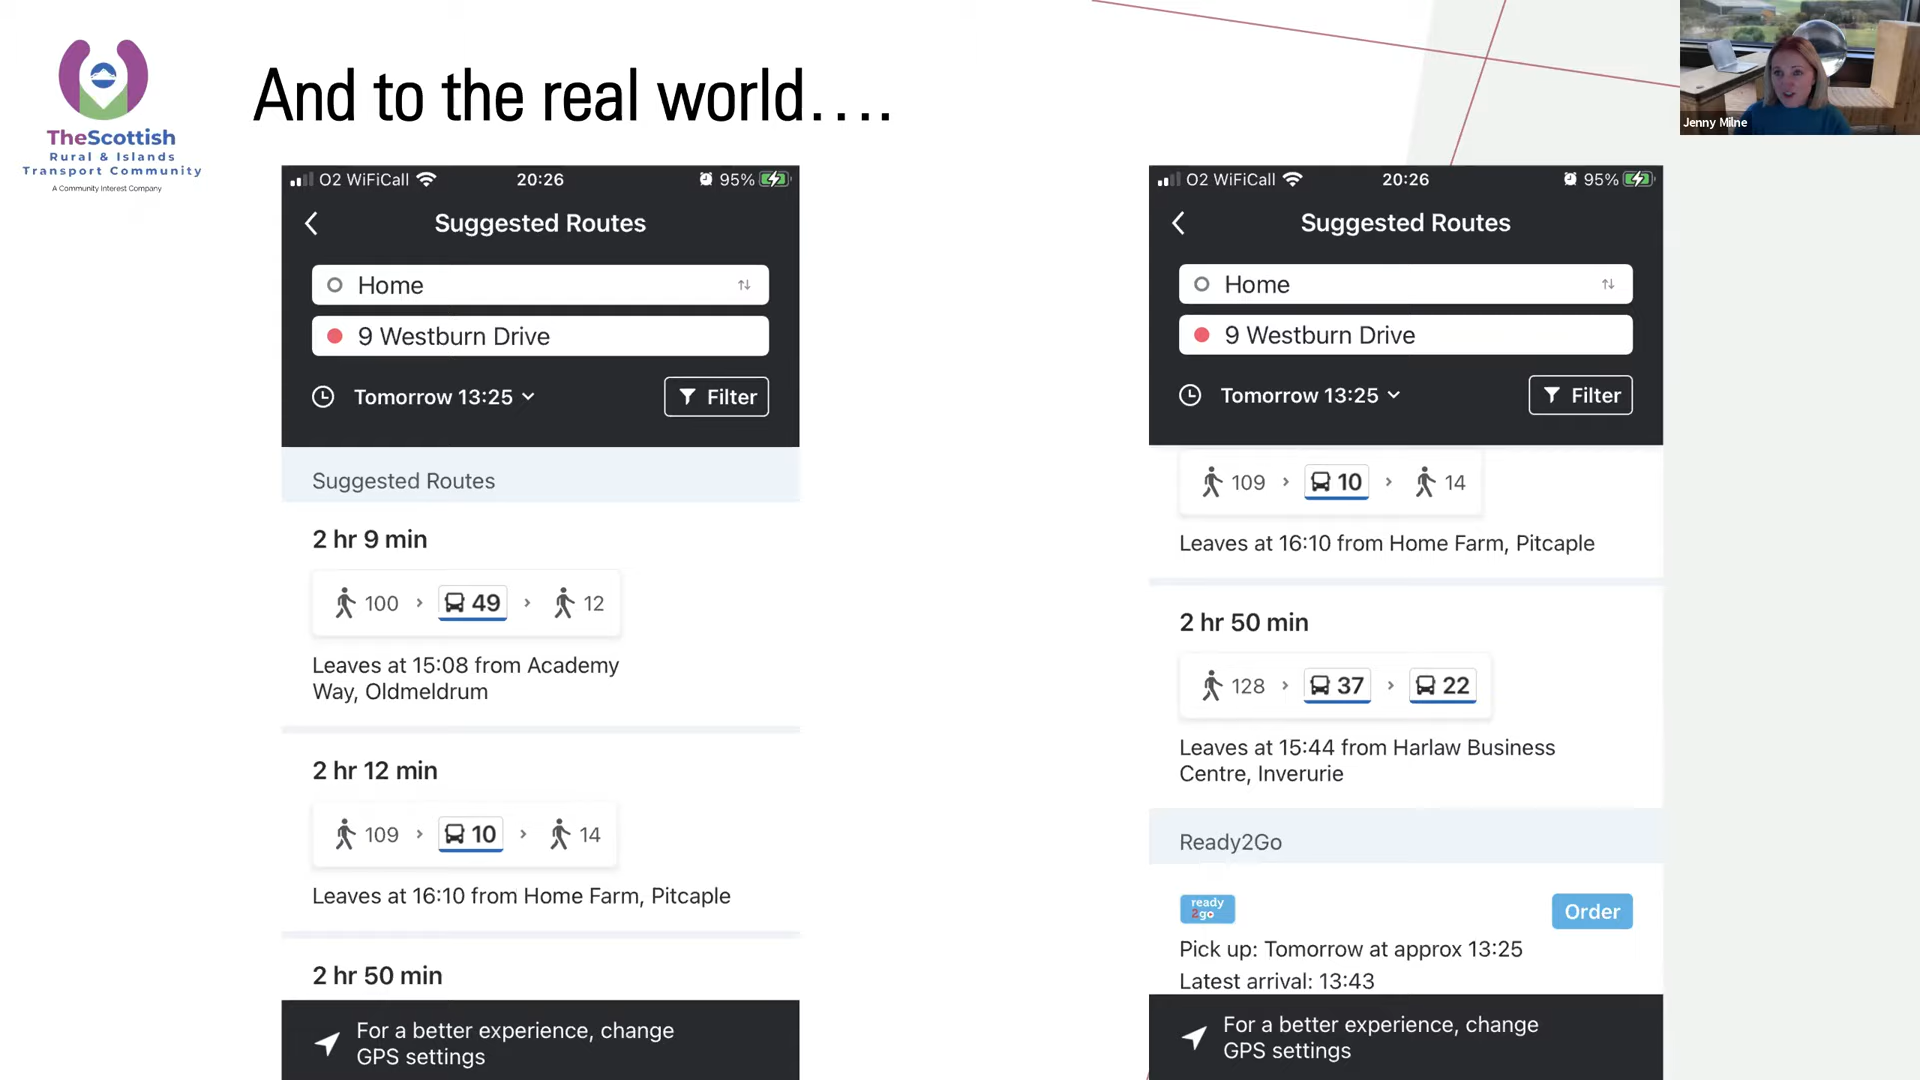 TheScottish
Rural & Islands
Transport Community
A Community Interest Company
And to the real world....
Jenny Milne
O2 WiFiCall 20:26 95%
Suggested Routes
Home
9 Westburn Drive
Tomorrow 13:25 Filter
Suggested Routes
2 hr 9 min
100 > 49 > 12
Leaves at 15:08 from Academy
Way, Oldmeldrum
2 hr 12 min
109 > 10 > 14
Leaves at 16:10 from Home Farm, Pitcaple
2 hr 50 min
For a better experience, change
GPS settings
O2 WiFiCall 20:26 95%
Suggested Routes
Home
9 Westburn Drive
Tomorrow 13:25 Filter
109 > 10 > 14
Leaves at 16:10 from Home Farm, Pitcaple
2 hr 50 min
128 > 37 > 22
Leaves at 15:44 from Harlaw Business
Centre, Inverurie
Ready2Go
ready
2go
Order
Pick up: Tomorrow at approx 13:25
Latest arrival: 13:43
For a better experience, change
GPS settings